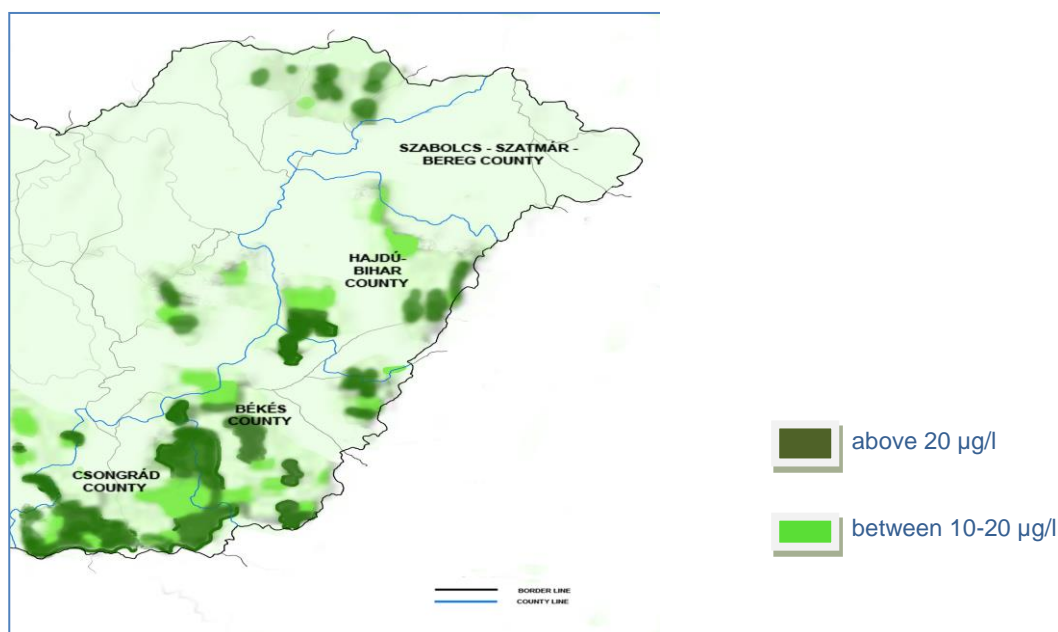 SZABOLCS - SZATMÁR -
BEREG COUNTY
HAJDÚ-
BIHAR
COUNTY
BÉKÉS
COUNTY
CSONGRÁD
COUNTY
above 20 µg/l
between 10-20 µg/l
BORDER LINE
COUNTY LINE